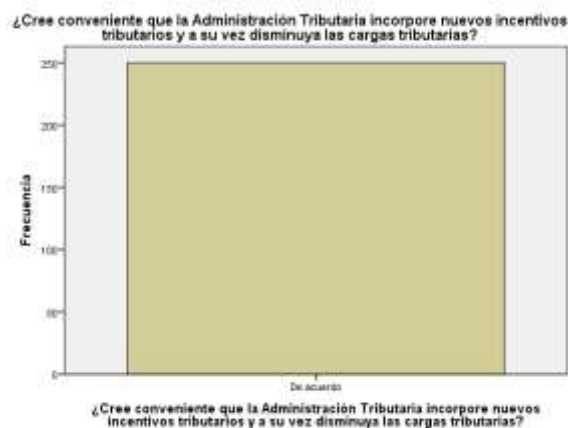 ¿Cree conveniente que la Administración Tributaria incorpore nuevos incentivos
tributarios y a su vez disminuya las cargas tributarias?
250
200
150
100
50
0
Frecuencia
De acuerdo
¿Cree conveniente que la Administración Tributaria incorpore nuevos
incentivos tributarios y a su vez disminuya las cargas tributarias?